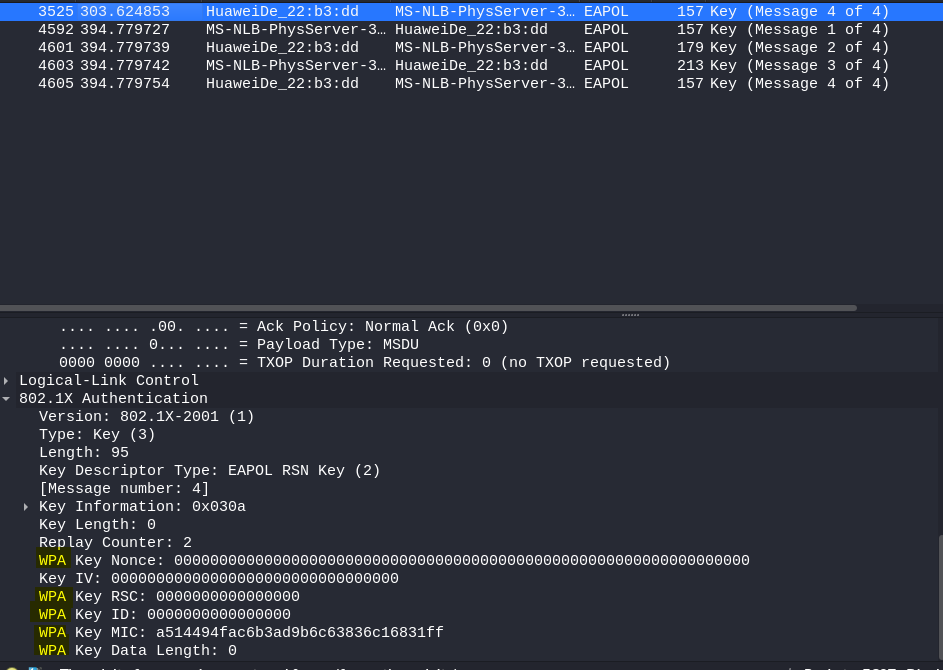 3525 303.624853 HuaweiDe_22:b3:dd MS-NLB-PhysServer-3… EAPOL 157 Key (Message 4 of 4)
4592 394.779727 MS-NLB-PhysServer-3… HuaweiDe_22:b3:dd EAPOL 157 Key (Message 1 of 4)
4601 394.779739 HuaweiDe_22:b3:dd MS-NLB-PhysServer-3… EAPOL 179 Key (Message 2 of 4)
4603 394.779742 MS-NLB-PhysServer-3… HuaweiDe_22:b3:dd EAPOL 213 Key (Message 3 of 4)
4605 394.779754 HuaweiDe_22:b3:dd MS-NLB-PhysServer-3… EAPOL 157 Key (Message 4 of 4)
.... .... .00. .... = Ack Policy: Normal Ack (0x0)
.... .... 0... .... = Payload Type: MSDU
0000 0000 .... .... = TXOP Duration Requested: 0 (no TXOP requested)
Logical-Link Control
802.1X Authentication
Version: 802.1X-2001 (1)
Type: Key (3)
Length: 95
Key Descriptor Type: EAPOL RSN Key (2)
[Message number: 4]
Key Information: 0x030a
Key Length: 0
Replay Counter: 2
WPA Key Nonce: 0000000000000000000000000000000000000000000000000000000000000000
Key IV: 00000000000000000000000000000000
WPA Key RSC: 0000000000000000
WPA Key ID: 0000000000000000
WPA Key MIC: a514494fac6b3ad9b6c63836c16831ff
WPA Key Data Length: 0